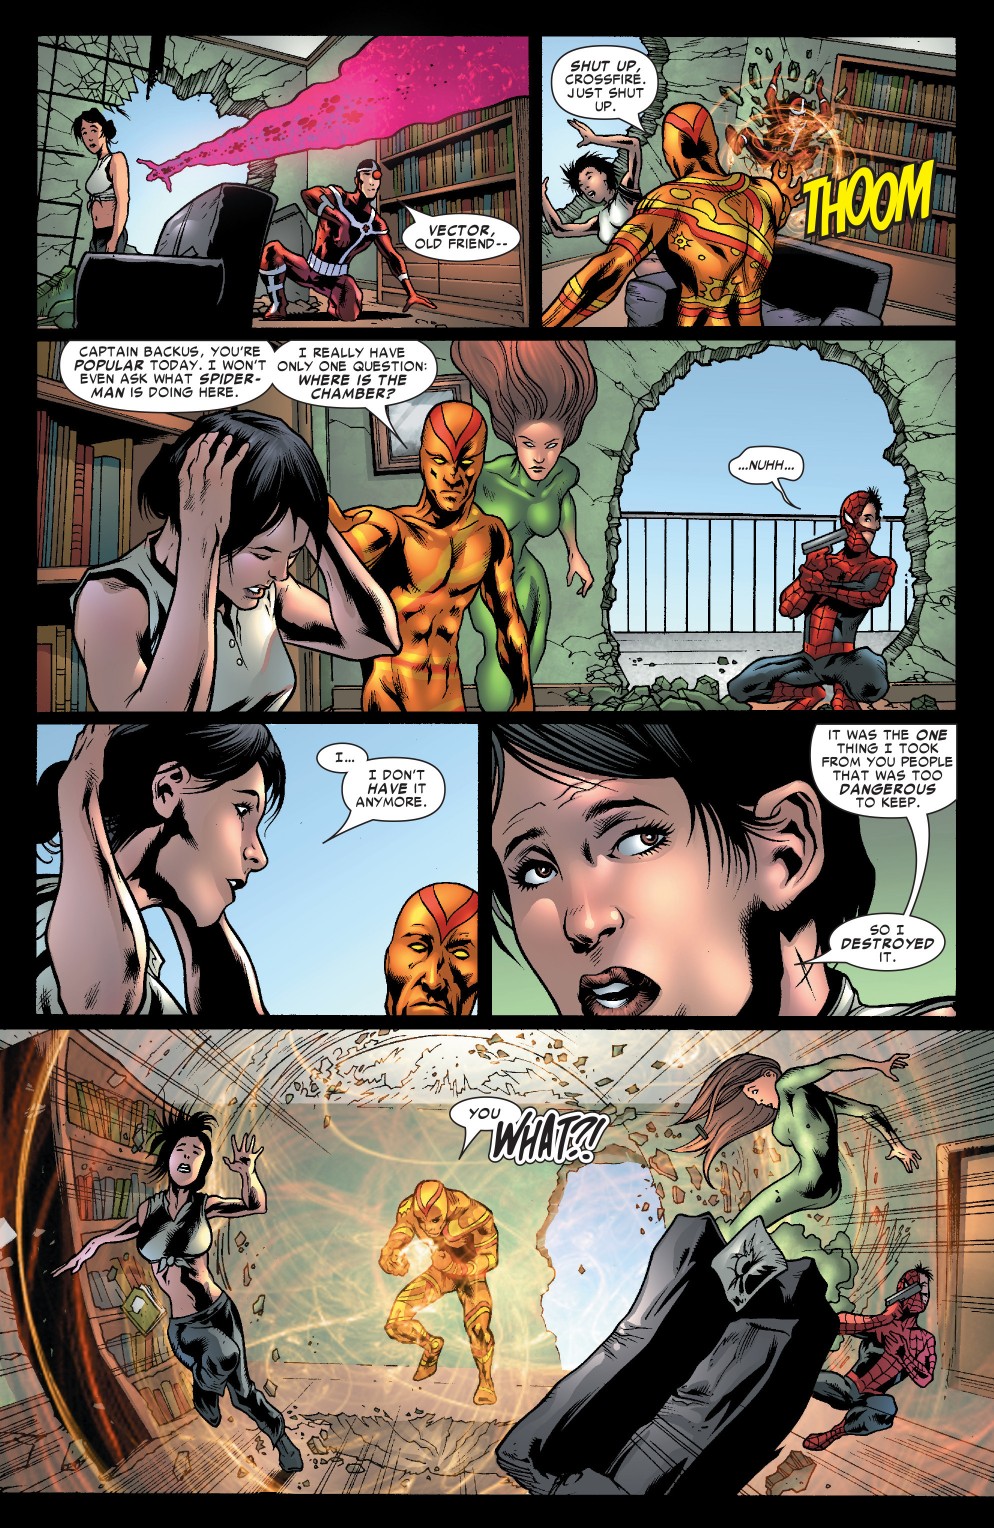 VECTOR,
OLD FRIEND--
SHUT UP,
CROSSFIRE.
JUST SHUT
UP.
THOOM
CAPTAIN BACKUS, YOU'RE
POPULAR TODAY. I WON'T
EVEN ASK WHAT SPIDER-
MAN IS DOING HERE.
I REALLY HAVE
ONLY ONE QUESTION:
WHERE IS THE
CHAMBER?
...NUHH...
I...
I DON'T
HAVE IT
ANYMORE.
IT WAS THE ONE
THING I TOOK
FROM YOU PEOPLE
THAT WAS TOO
DANGEROUS
TO KEEP.
SO I
DESTROYED
IT.
YOU
WHAT?!